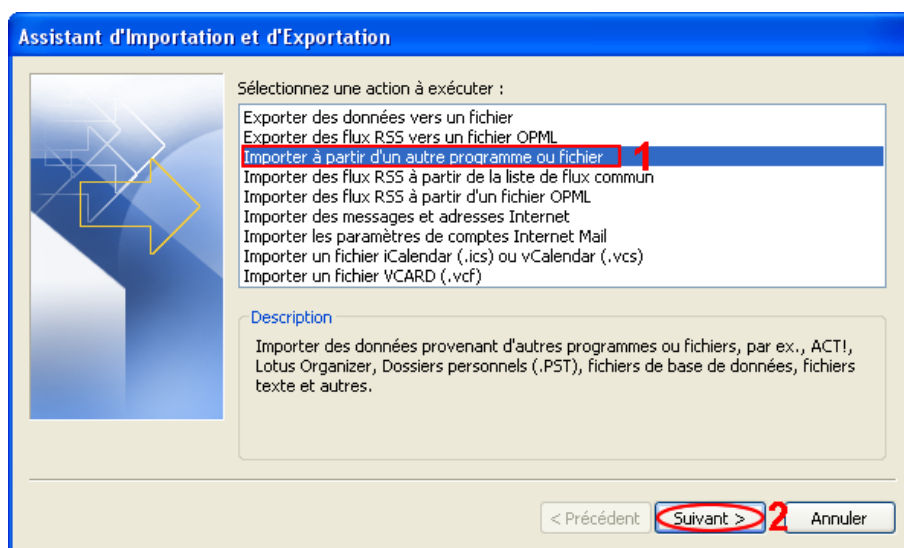 Assistant d'Importation et d'Exportation
Sélectionnez une action à exécuter :
Exporter des données vers un fichier
Exporter des flux RSS vers un fichier OPML
Importer à partir d'un autre programme ou fichier 1
Importer des flux RSS à partir de la liste de flux commun
Importer des flux RSS à partir d'un fichier OPML
Importer des messages et adresses Internet
Importer les paramètres de comptes Internet Mail
Importer un fichier iCalendar (.ics) ou vCalendar (.vcs)
Importer un fichier VCARD (.vcf)
Description
Importer des données provenant d'autres programmes ou fichiers, par ex., ACT!,
Lotus Organizer, Dossiers personnels (.PST), fichiers de base de données, fichiers
texte et autres.
< Précédent Suivant > 2 Annuler